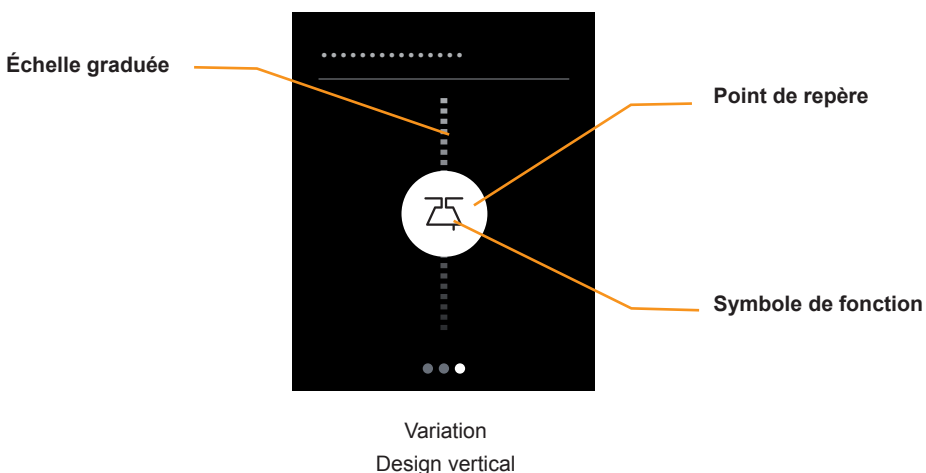 Échelle graduée
Point de repère
Symbole de fonction
Variation
Design vertical